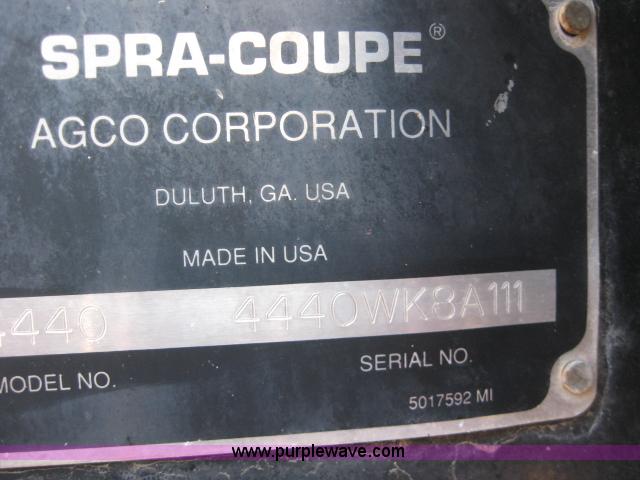 SPRA-COUPE®
AGCO CORPORATION
DULUTH, GA. USA
MADE IN USA
4440 4440WK8A111
MODEL NO. SERIAL NO.
5017592 MI
www.purplewave.com